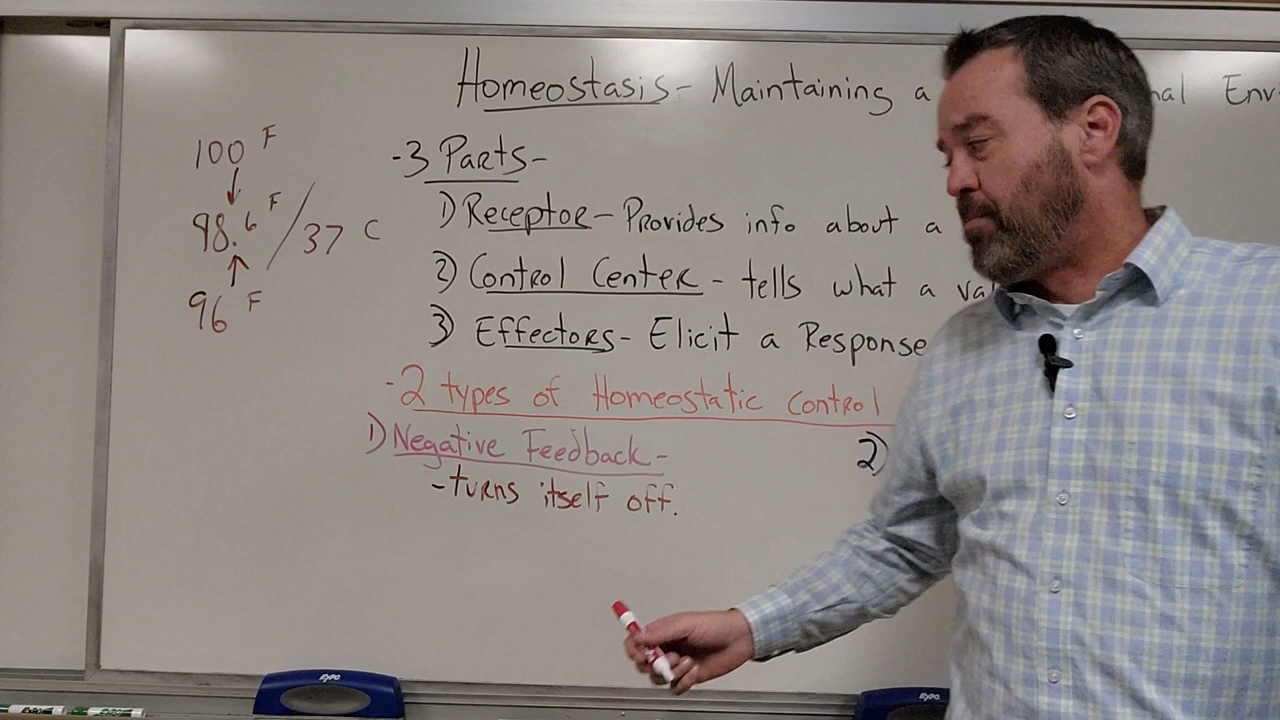 Homeostasis- Maintaining a nal Env
100 F
98.6 F / 37 C
96 F
-3 Parts-
1) Receptor- Provides info about a
2) Control Center- tells what a va
3) Effectors- Elicit a Response
-2 types of Homeostatic Control
1) Negative Feedback-
2)
-turns itself off.
EXPO
EXPO